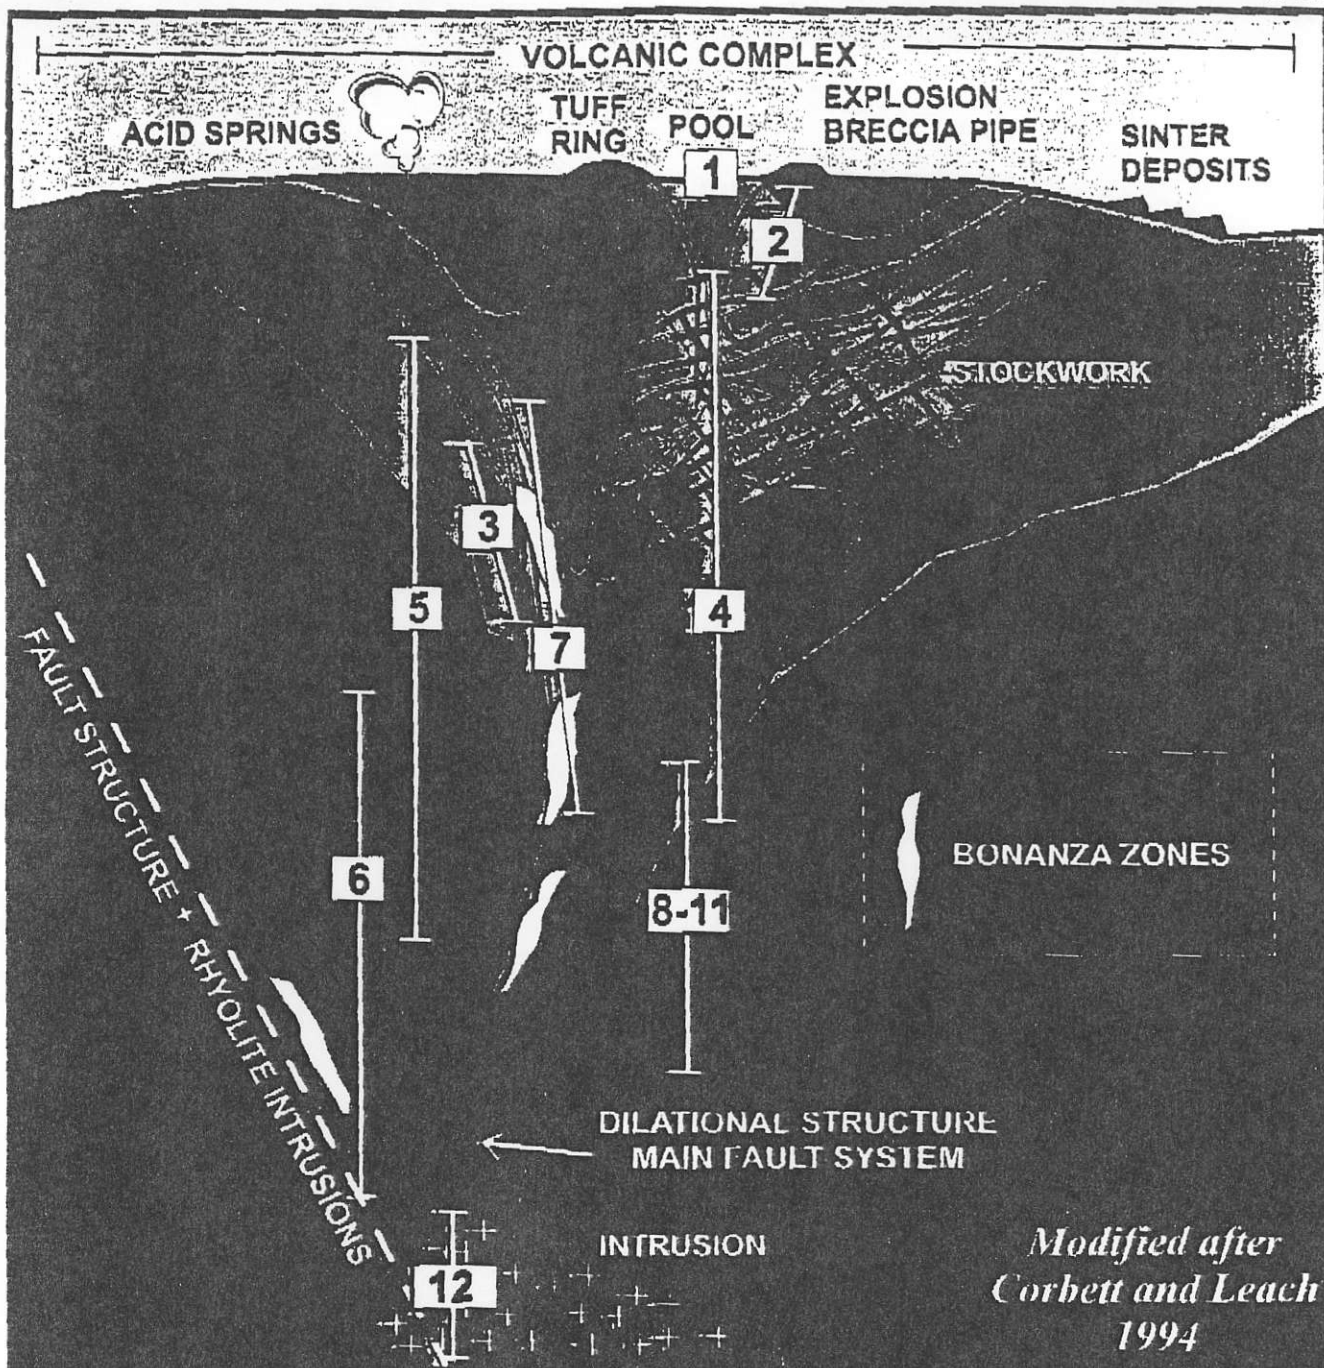 VOLCANIC COMPLEX
ACID SPRINGS
TUFF
RING
POOL
EXPLOSION
BRECCIA PIPE
SINTER
DEPOSITS
1
2
STOCKWORK
3
5
4
7
FAULT STRUCTURE + RHYOLITE INTRUSIONS
6
8-11
BONANZA ZONES
DILATIONAL STRUCTURE
MAIN FAULT SYSTEM
INTRUSION
12
Modified after
Corbett and Leach
1994